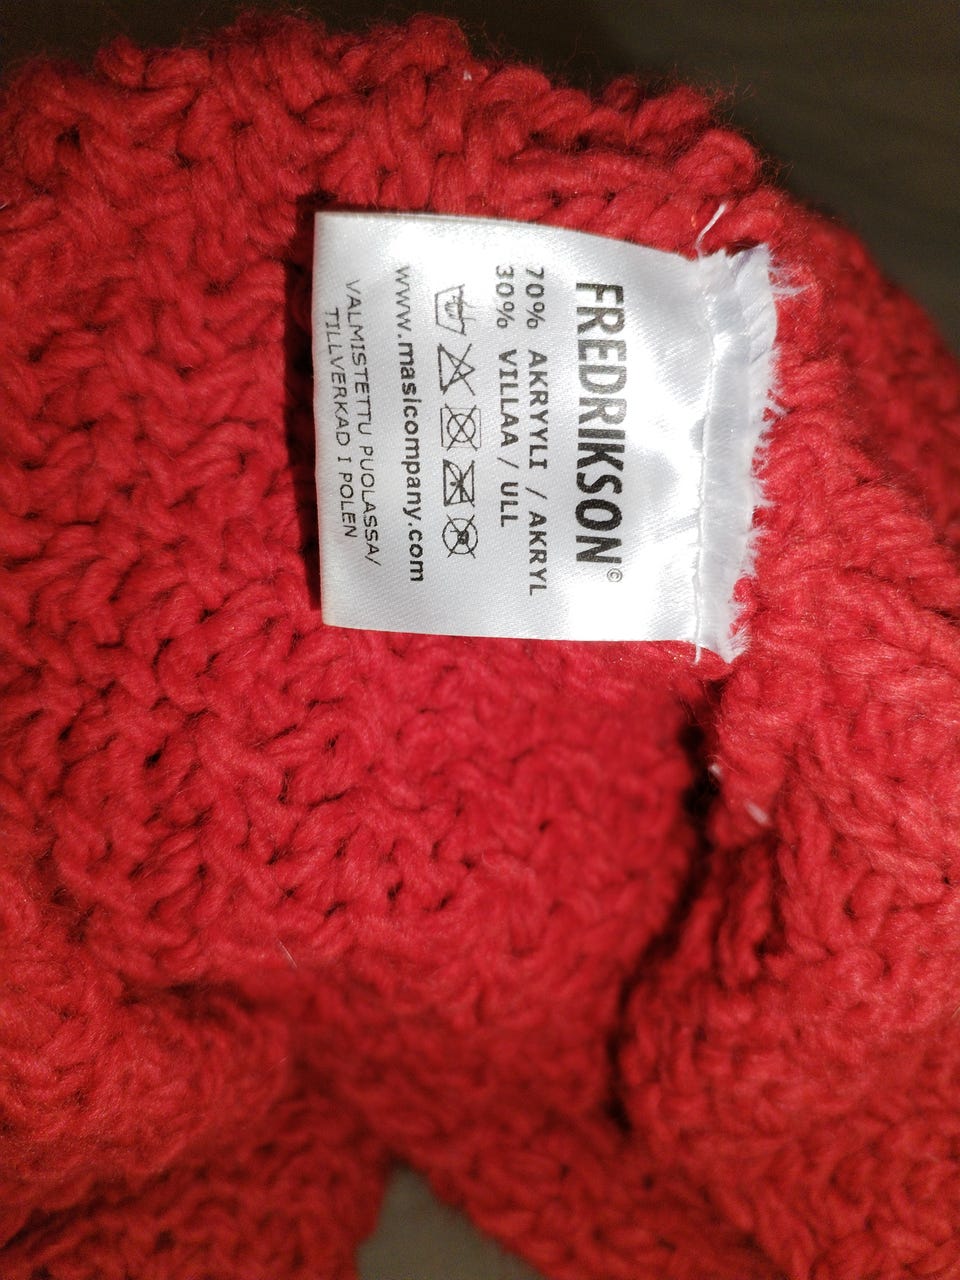 FREDRIKSON©
70% AKRYYLI / AKRYL
30% VILLAA / ULL
www.masicompany.com
VALMISTETTU PUOLASSA/
TILLVERKAD I POLEN